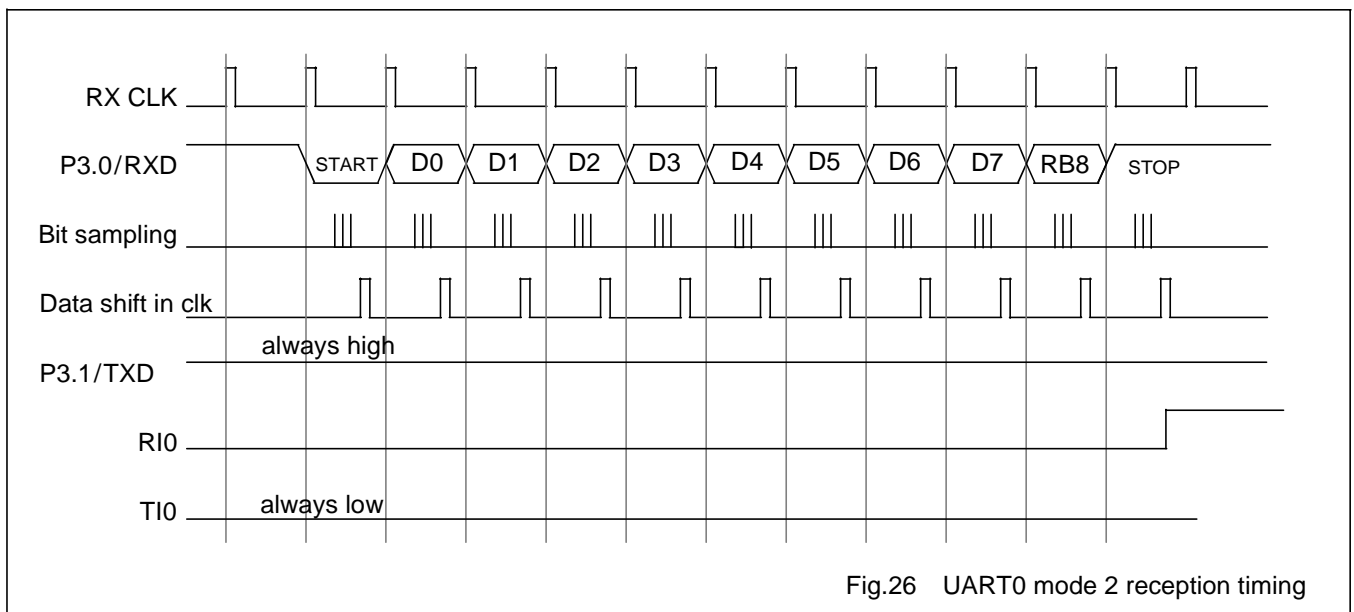 RX CLK
P3.0/RXD START D0 D1 D2 D3 D4 D5 D6 D7 RB8 STOP
Bit sampling
Data shift in clk
always high
P3.1/TXD
RI0
TI0 always low
Fig.26 UART0 mode 2 reception timing